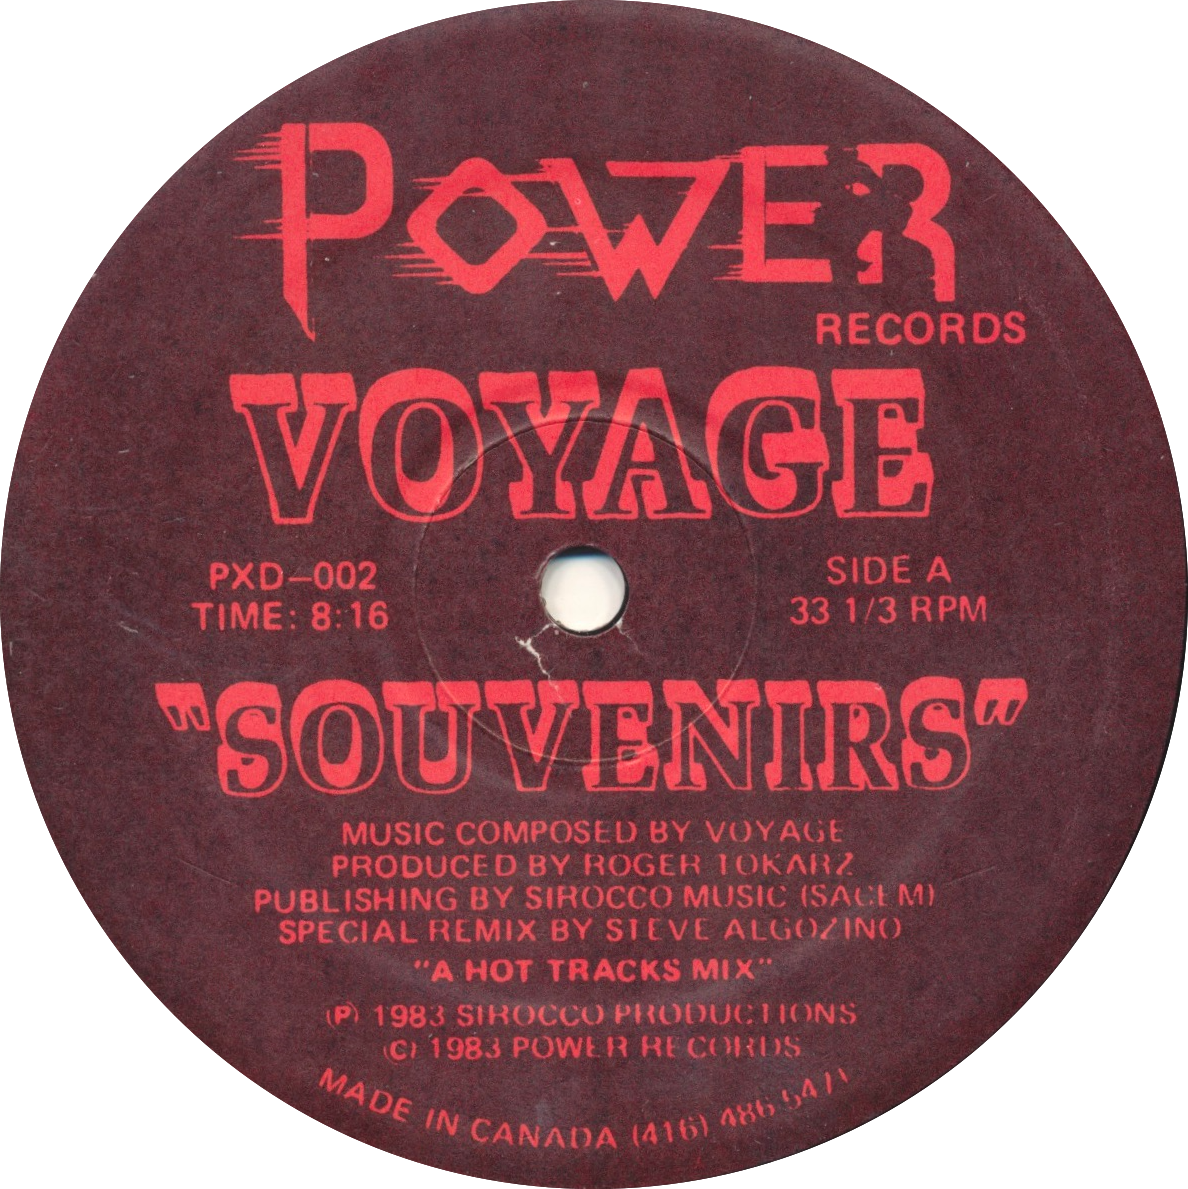 POWER
RECORDS
VOYAGE
PXD-002
TIME: 8:16
SIDE A
33 1/3 RPM
"SOUVENIRS"
MUSIC COMPOSED BY VOYAGE
PRODUCED BY ROGER TOKARZ
PUBLISHING BY SIROCCO MUSIC (SACEM)
SPECIAL REMIX BY STEVE ALGOZINO
"A HOT TRACKS MIX"
(P) 1983 SIROCCO PRODUCTIONS
(C) 1983 POWER RECORDS
MADE IN CANADA (416) 486-5471